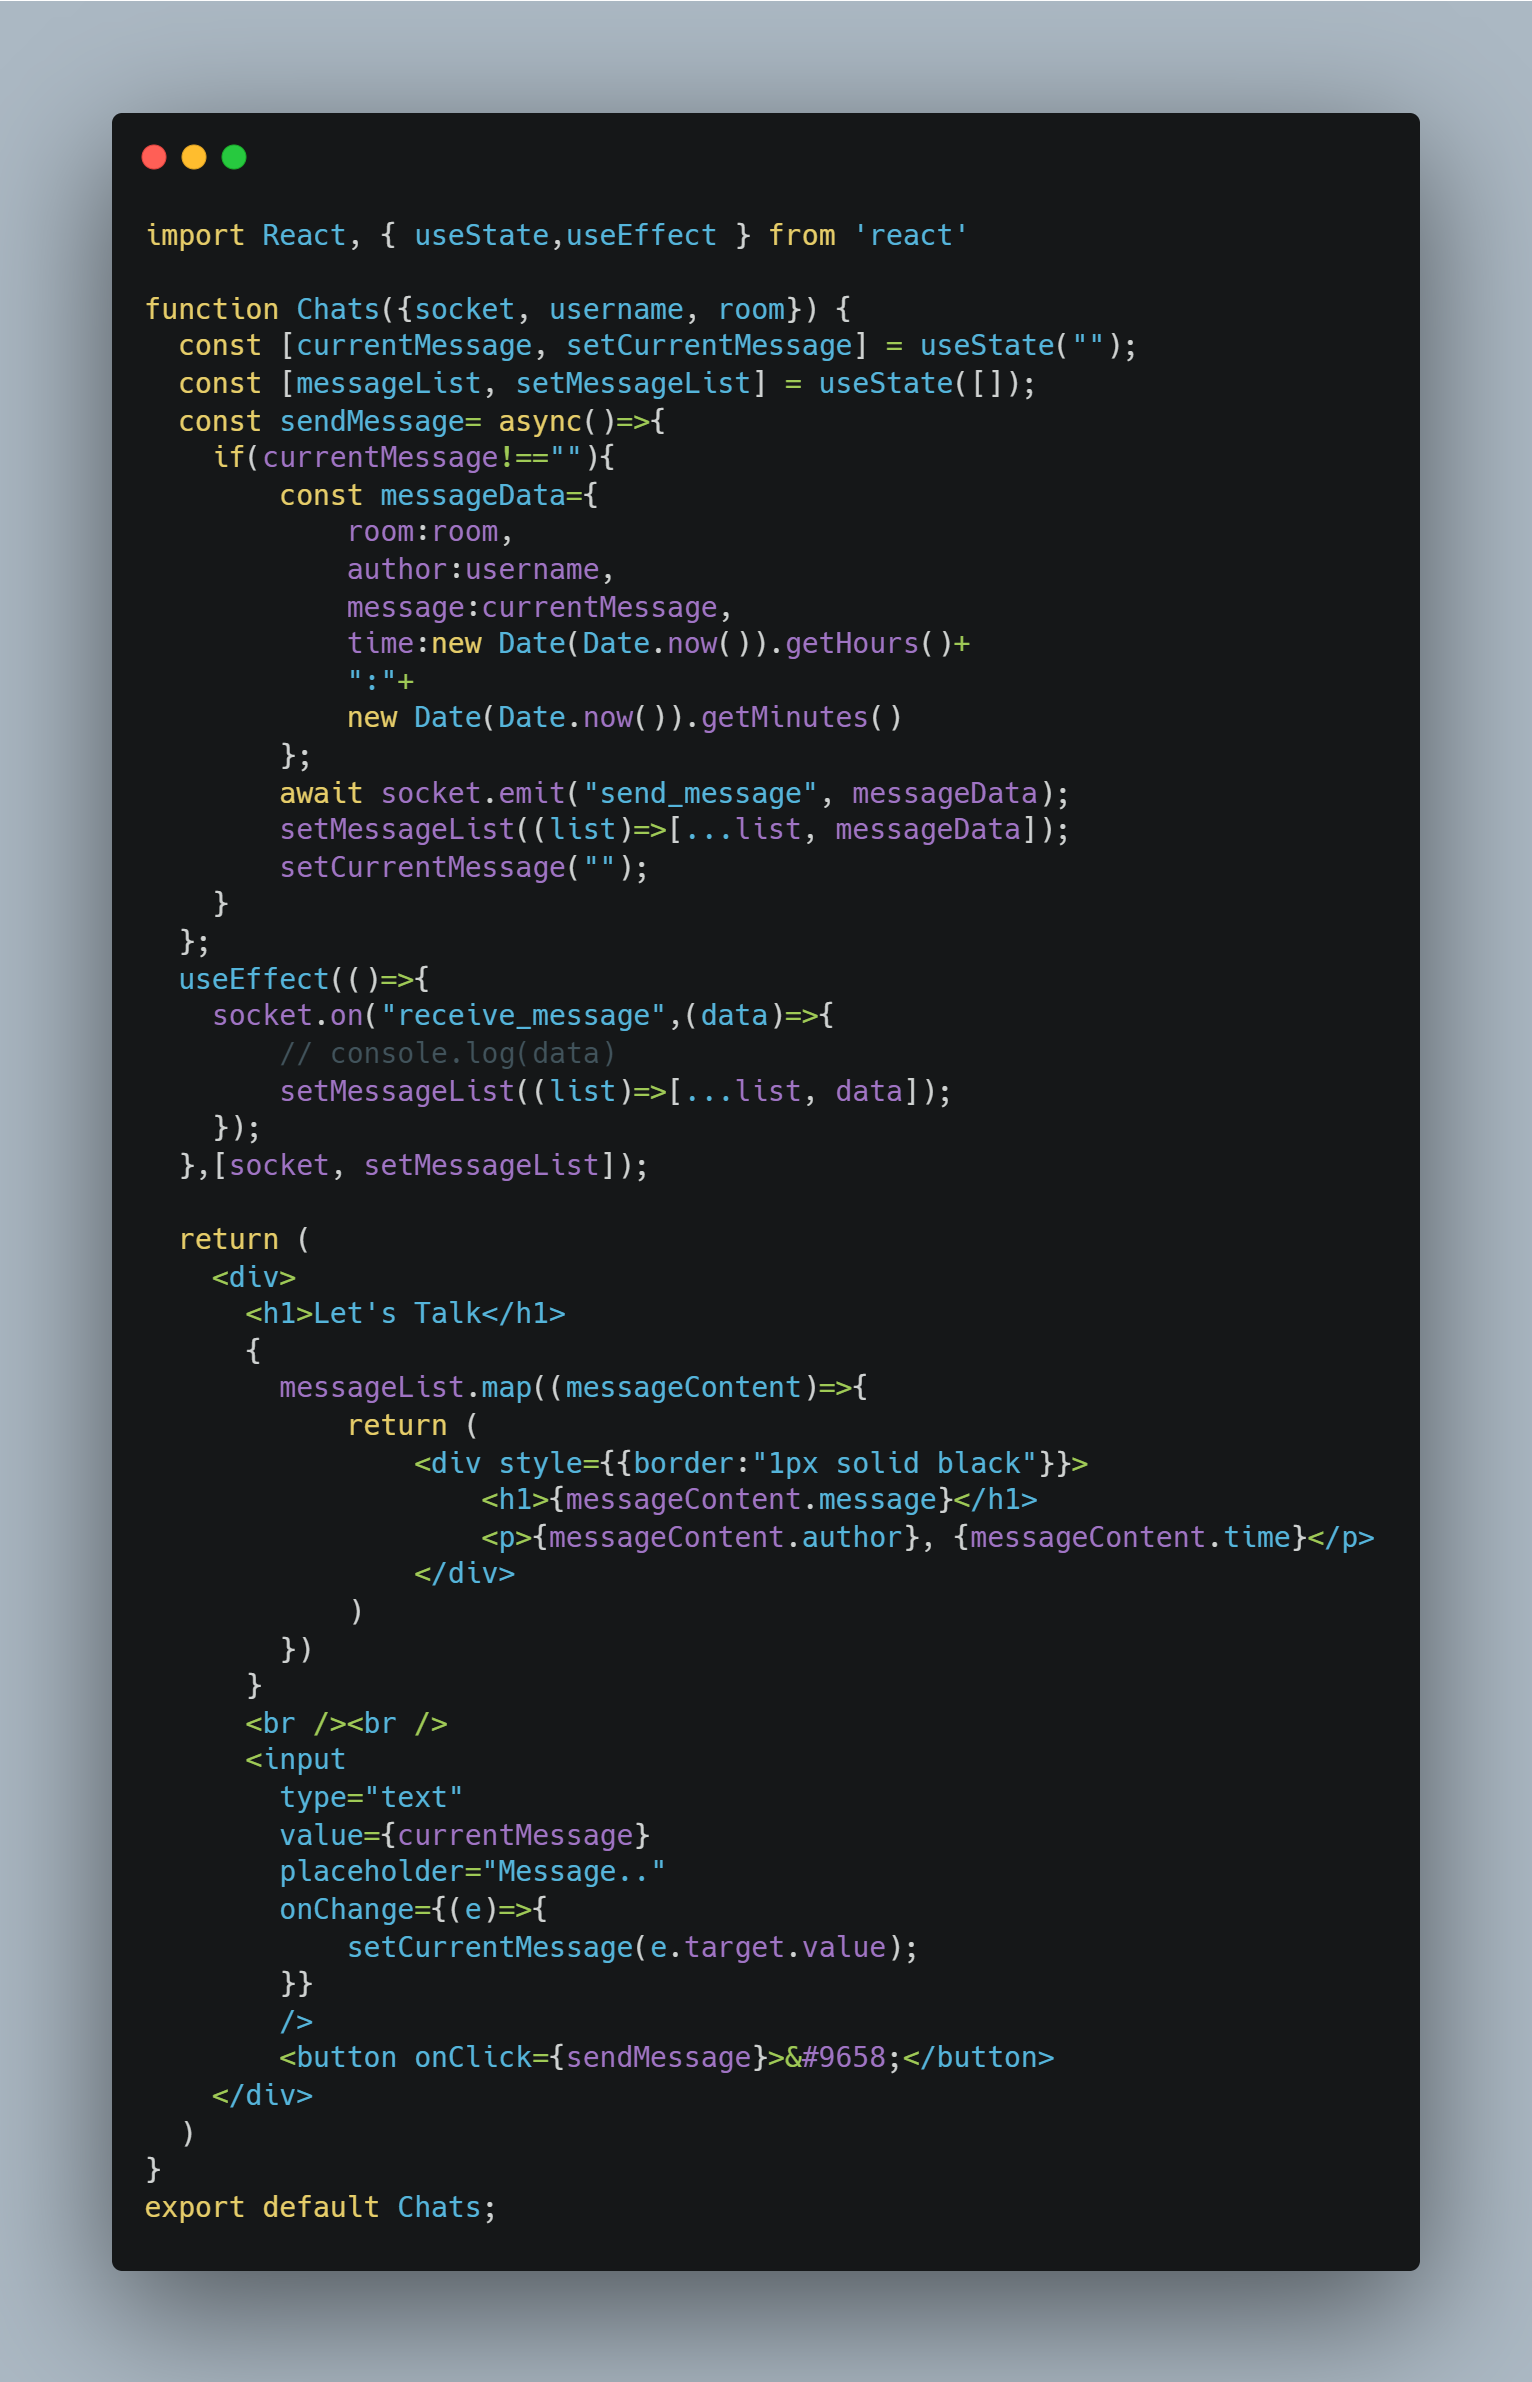 import React, { useState,useEffect } from 'react'

function Chats({socket, username, room}) {
  const [currentMessage, setCurrentMessage] = useState("");
  const [messageList, setMessageList] = useState([]);
  const sendMessage= async()=>{
    if(currentMessage!==""){
        const messageData={
            room:room,
            author:username,
            message:currentMessage,
            time:new Date(Date.now()).getHours()+
            ":"+
            new Date(Date.now()).getMinutes()
        };
        await socket.emit("send_message", messageData);
        setMessageList((list)=>[...list, messageData]);
        setCurrentMessage("");
    }
  };
  useEffect(()=>{
    socket.on("receive_message",(data)=>{
        // console.log(data)
        setMessageList((list)=>[...list, data]);
    });
  },[socket, setMessageList]);

  return (
    <div>
      <h1>Let's Talk</h1>
      {
        messageList.map((messageContent)=>{
            return (
                <div style={{border:"1px solid black"}}>
                    <h1>{messageContent.message}</h1>
                    <p>{messageContent.author}, {messageContent.time}</p>
                </div>
            )
        })
      }
      <br /><br />
      <input
        type="text"
        value={currentMessage}
        placeholder="Message.."
        onChange={(e)=>{
            setCurrentMessage(e.target.value);
        }}
        />
        <button onClick={sendMessage}>&#9658;</button>
    </div>
  )
}
export default Chats;